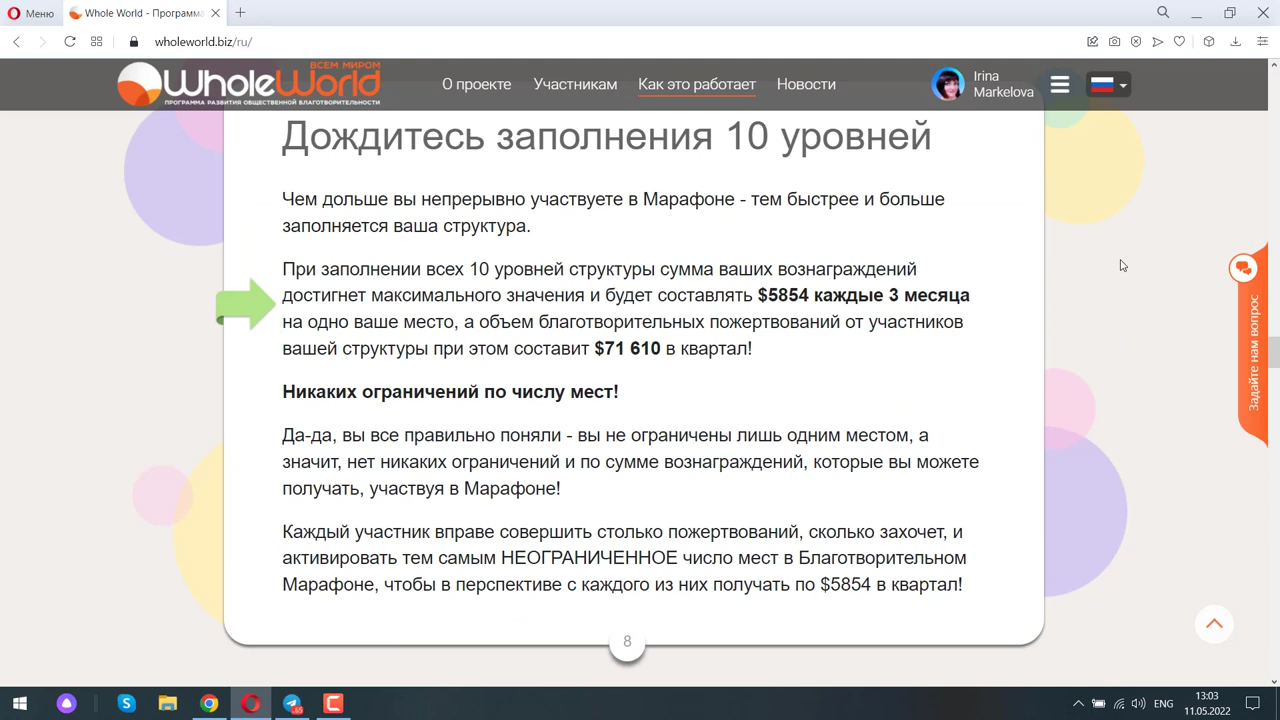 Меню
Whole World - Программа
wholeworld.biz/ru/
ВСЕМ МИРОМ
WholeWorld
ПРОГРАММА РАЗВИТИЯ ОБЩЕСТВЕННОЙ БЛАГОТВОРИТЕЛЬНОСТИ
О проекте
Участникам
Как это работает
Новости
Irina
Markelova
Дождитесь заполнения 10 уровней
Чем дольше вы непрерывно участвуете в Марафоне - тем быстрее и больше
заполняется ваша структура.
При заполнении всех 10 уровней структуры сумма ваших вознаграждений
достигнет максимального значения и будет составлять $5854 каждые 3 месяца
на одно ваше место, а объем благотворительных пожертвований от участников
вашей структуры при этом составит $71 610 в квартал!
Никаких ограничений по числу мест!
Да-да, вы все правильно поняли - вы не ограничены лишь одним местом, а
значит, нет никаких ограничений и по сумме вознаграждений, которые вы можете
получать, участвуя в Марафоне!
Каждый участник вправе совершить столько пожертвований, сколько захочет, и
активировать тем самым НЕОГРАНИЧЕННОЕ число мест в Благотворительном
Марафоне, чтобы в перспективе с каждого из них получать по $5854 в квартал!
8
Задайте нам вопрос
ENG
13:03
11.05.2022